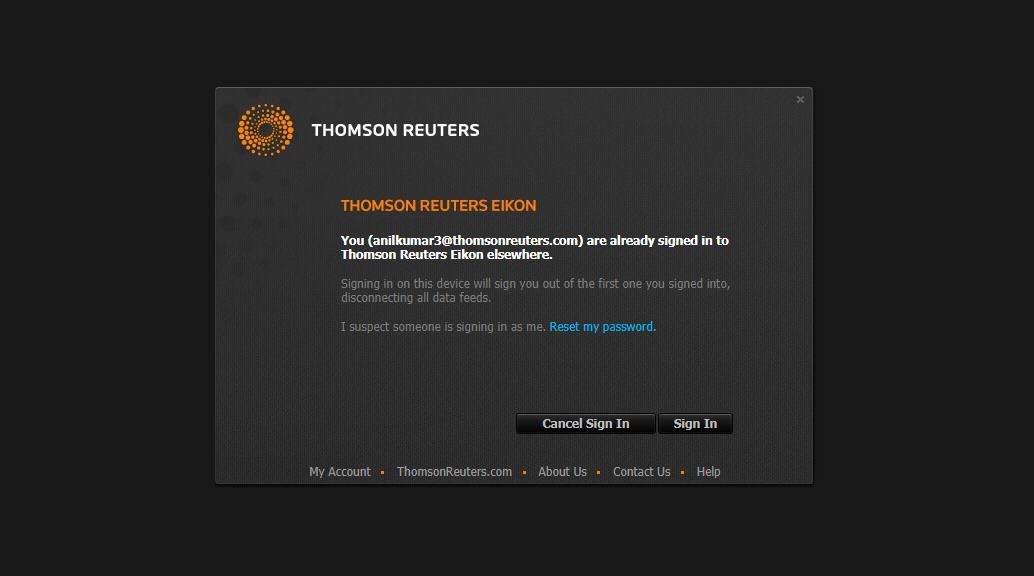 ×
THOMSON REUTERS
THOMSON REUTERS EIKON
You (anilkumar3@thomsonreuters.com) are already signed in to
Thomson Reuters Eikon elsewhere.
Signing in on this device will sign you out of the first one you signed into,
disconnecting all data feeds.
I suspect someone is signing in as me. Reset my password.
Cancel Sign In Sign In
My Account ▪ ThomsonReuters.com ▪ About Us ▪ Contact Us ▪ Help